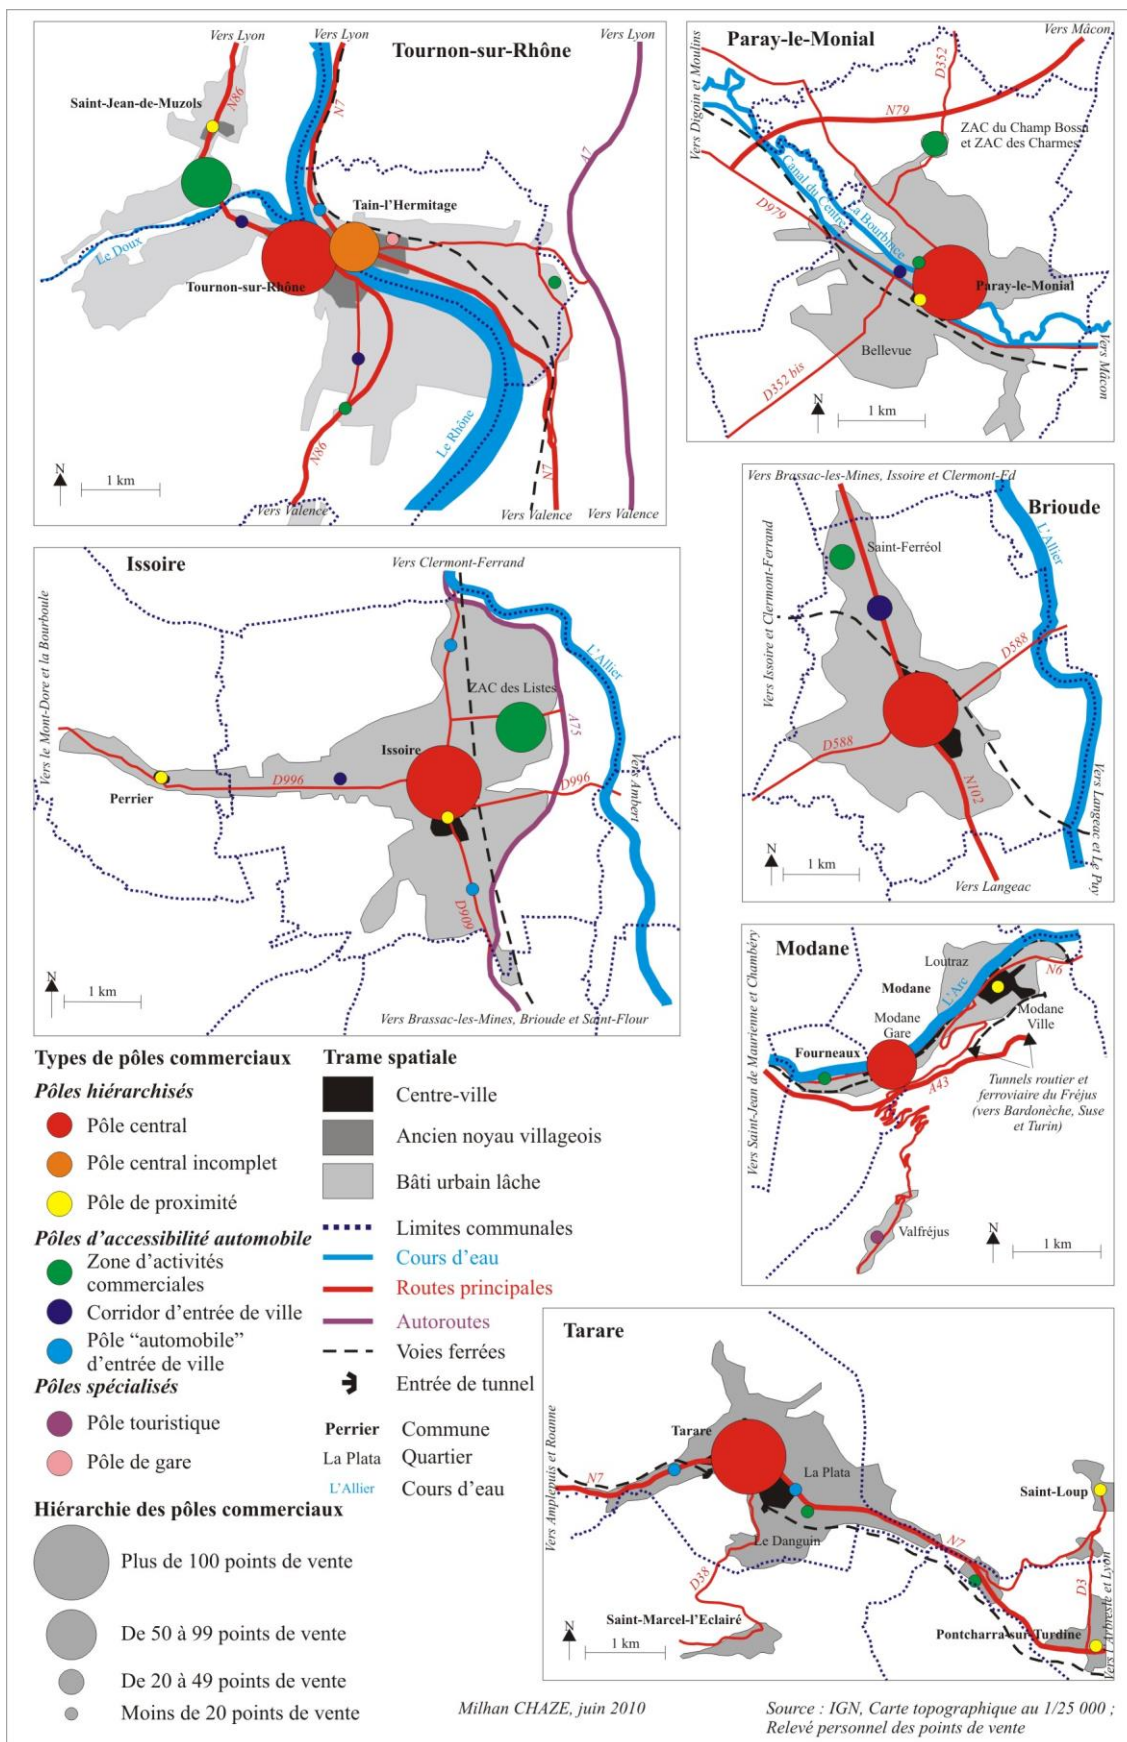 Tournon-sur-Rhône
Vers Lyon
Vers Lyon
Vers Lyon
Saint-Jean-de-Muzols
N86
N7
A7
Tain-l'Hermitage
Le Doux
Tournon-sur-Rhône
Le Rhône
N86
N7
N
1 km
Vers Valence
Vers Valence
Vers Valence
Paray-le-Monial
Vers Mâcon
Vers Digoin et Moulins
D352
N79
ZAC du Champ Bossu
et ZAC des Charmes
Canal du Centre
La Bourbince
D979
Paray-le-Monial
Bellevue
D352 bis
N
1 km
Vers Mâcon
Issoire
Vers Clermont-Ferrand
Vers le Mont-Dore et la Bourboule
L'Allier
ZAC des Listes
A75
Issoire
D996
D996
Vers Ambert
Perrier
D909
N
1 km
Vers Brassac-les-Mines, Brioude et Saint-Flour
Vers Brassac-les-Mines, Issoire et Clermont-Fd
Brioude
L'Allier
Saint-Ferréol
Vers Issoire et Clermont-Ferrand
D588
D588
N102
N
1 km
Vers Langeac
Vers Langeac et Le Puy
Modane
Vers Saint-Jean de Maurienne et Chambéry
Loutraz
N6
Modane
L'Arc
Modane
Gare
Modane
Ville
Fourneaux
A43
Tunnels routier et
ferroviaire du Fréjus
(vers Bardonèche, Suse
et Turin)
Valfréjus
N
1 km
Types de pôles commerciaux
Pôles hiérarchisés
Pôle central
Pôle central incomplet
Pôle de proximité
Pôles d'accessibilité automobile
Zone d'activités
commerciales
Corridor d'entrée de ville
Pôle “automobile”
d'entrée de ville
Pôles spécialisés
Pôle touristique
Pôle de gare
Hiérarchie des pôles commerciaux
Plus de 100 points de vente
De 50 à 99 points de vente
De 20 à 49 points de vente
Moins de 20 points de vente
Trame spatiale
Centre-ville
Ancien noyau villageois
Bâti urbain lâche
Limites communales
Cours d'eau
Routes principales
Autoroutes
Voies ferrées
Entrée de tunnel
Perrier Commune
La Plata Quartier
L'Allier Cours d'eau
Tarare
Vers Amplepuis et Roanne
Tarare
N7
La Plata
Saint-Loup
Le Danguin
N7
D38
D3
Saint-Marcel-l'Eclairé
Pontcharra-sur-Turdine
Vers L'Arbresle et Lyon
N
1 km
Milhan CHAZE, juin 2010
Source : IGN, Carte topographique au 1/25 000 ;
Relevé personnel des points de vente